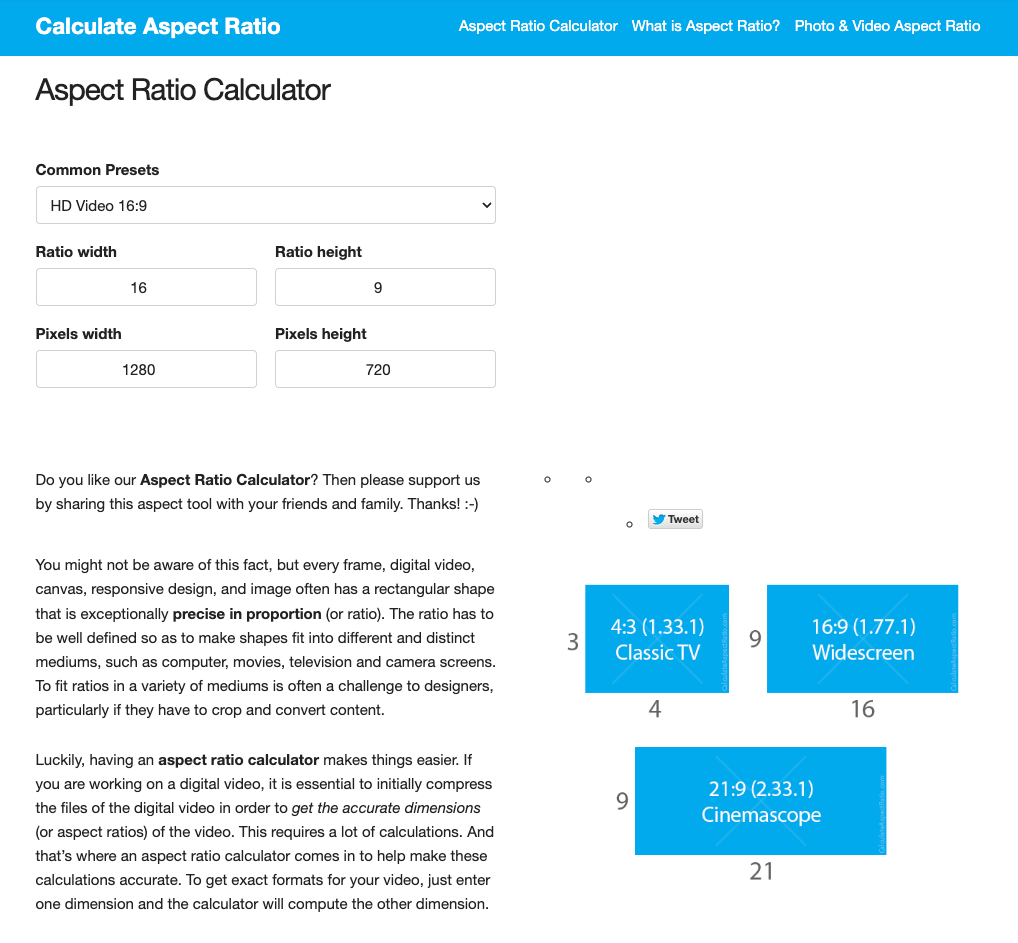 Calculate Aspect Ratio
Aspect Ratio Calculator What is Aspect Ratio? Photo & Video Aspect Ratio
Aspect Ratio Calculator
Common Presets
HD Video 16:9
Ratio width Ratio height
16 9
Pixels width Pixels height
1280 720
Do you like our Aspect Ratio Calculator? Then please support us
by sharing this aspect tool with your friends and family. Thanks! :-)
Tweet
You might not be aware of this fact, but every frame, digital video,
canvas, responsive design, and image often has a rectangular shape
that is exceptionally precise in proportion (or ratio). The ratio has to
be well defined so as to make shapes fit into different and distinct
mediums, such as computer, movies, television and camera screens.
To fit ratios in a variety of mediums is often a challenge to designers,
particularly if they have to crop and convert content.
Luckily, having an aspect ratio calculator makes things easier. If
you are working on a digital video, it is essential to initially compress
the files of the digital video in order to get the accurate dimensions
(or aspect ratios) of the video. This requires a lot of calculations. And
that’s where an aspect ratio calculator comes in to help make these
calculations accurate. To get exact formats for your video, just enter
one dimension and the calculator will compute the other dimension.
3
4:3 (1.33.1)
Classic TV
CalculateAspectRatio.com
4
9
16:9 (1.77.1)
Widescreen
CalculateAspectRatio.com
16
9
21:9 (2.33.1)
Cinemascope
CalculateAspectRatio.com
21